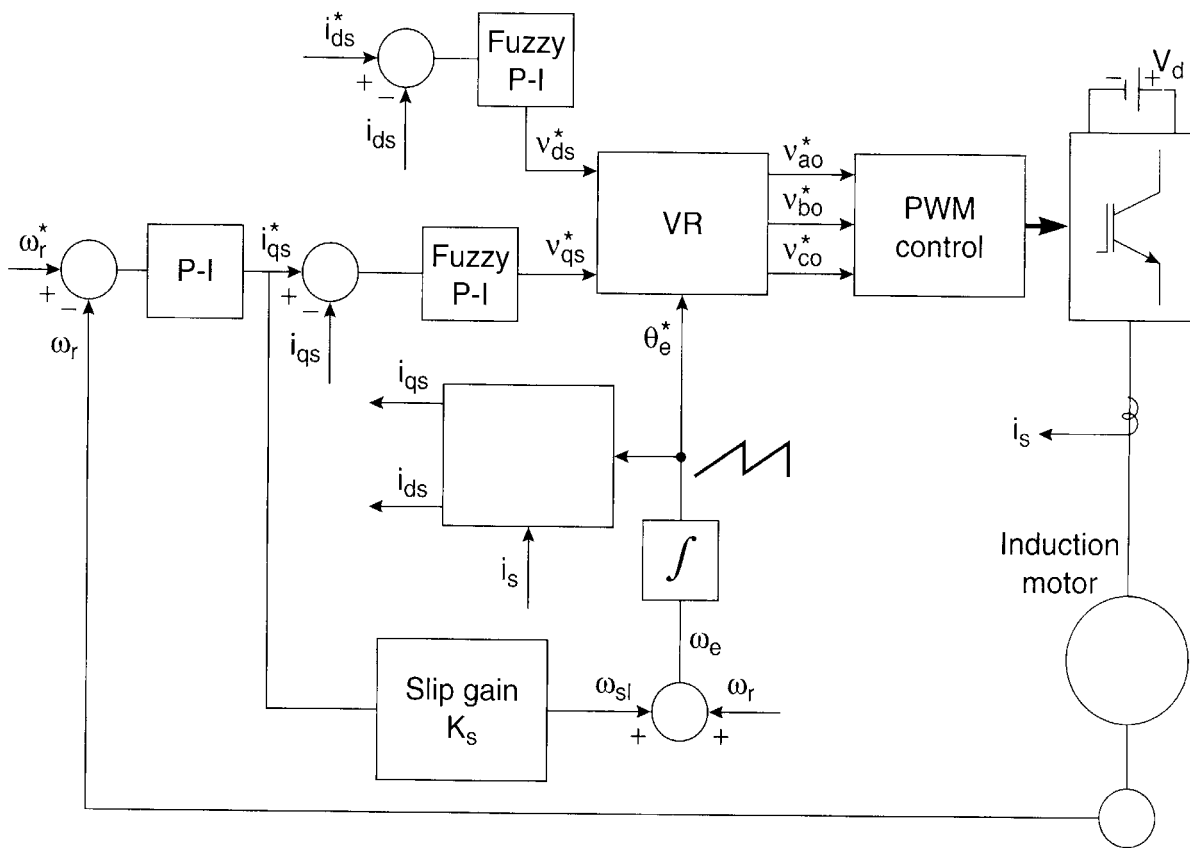 i*ds
+
−
ids
Fuzzy
P-I
v*ds
− + Vd
ω*r
+
−
ωr
P-I
i*qs
+
−
iqs
Fuzzy
P-I
v*qs
VR
v*ao
v*bo
v*co
PWM
control
θ*e
iqs
ids
is
is
∫
ωe
Induction
motor
Slip gain
Ks
ωsl
+
ωr
+